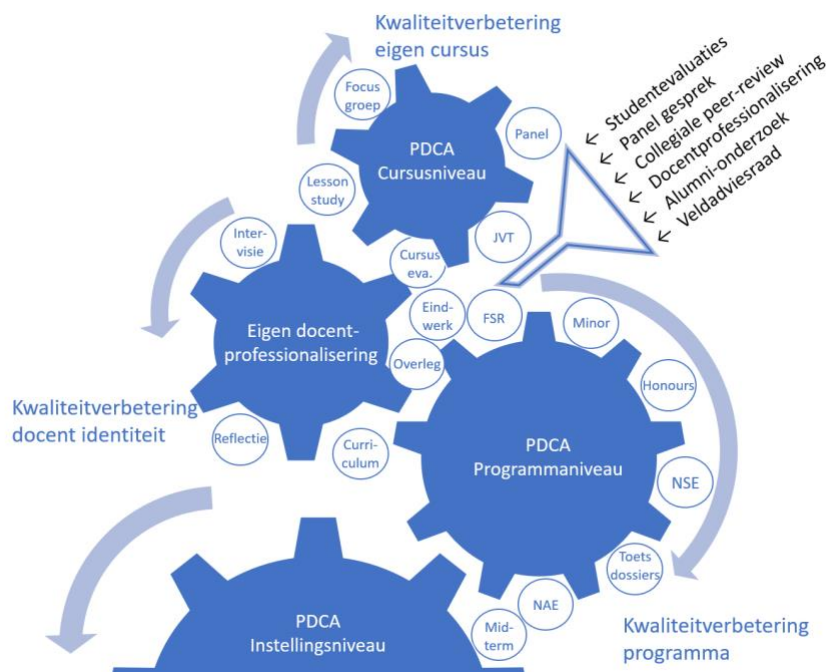 Kwaliteitverbetering
eigen cursus
← Studentevaluaties
← Panel gesprek
← Collegiale peer-review
← Docentprofessionalisering
← Alumni-onderzoek
← Veldadviesraad
Focus
groep
Panel
PDCA
Cursusniveau
Lesson
study
JVT
Inter-
visie
Cursus
eva.
Eind-
werk
FSR
Minor
Eigen docent-
professionalisering
Overleg
Honours
Kwaliteitverbetering
docent identiteit
Reflectie
Curri-
culum
PDCA
Programmaniveau
NSE
Toets
dossiers
NAE
Mid-
term
PDCA
Instellingsniveau
Kwaliteitverbetering
programma